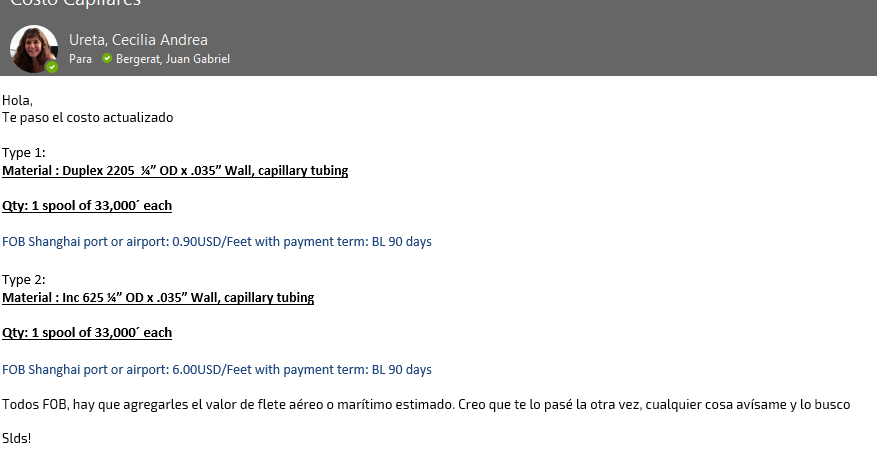 Costo Capilares
Ureta, Cecilia Andrea
Para Bergerat, Juan Gabriel
Hola,
Te paso el costo actualizado
Type 1:
Material : Duplex 2205 ¼” OD x .035” Wall, capillary tubing
Qty: 1 spool of 33,000´ each
FOB Shanghai port or airport: 0.90USD/Feet with payment term: BL 90 days
Type 2:
Material : Inc 625 ¼” OD x .035” Wall, capillary tubing
Qty: 1 spool of 33,000´ each
FOB Shanghai port or airport: 6.00USD/Feet with payment term: BL 90 days
Todos FOB, hay que agregarles el valor de flete aéreo o marítimo estimado. Creo que te lo pasé la otra vez, cualquier cosa avísame y lo busco
Slds!